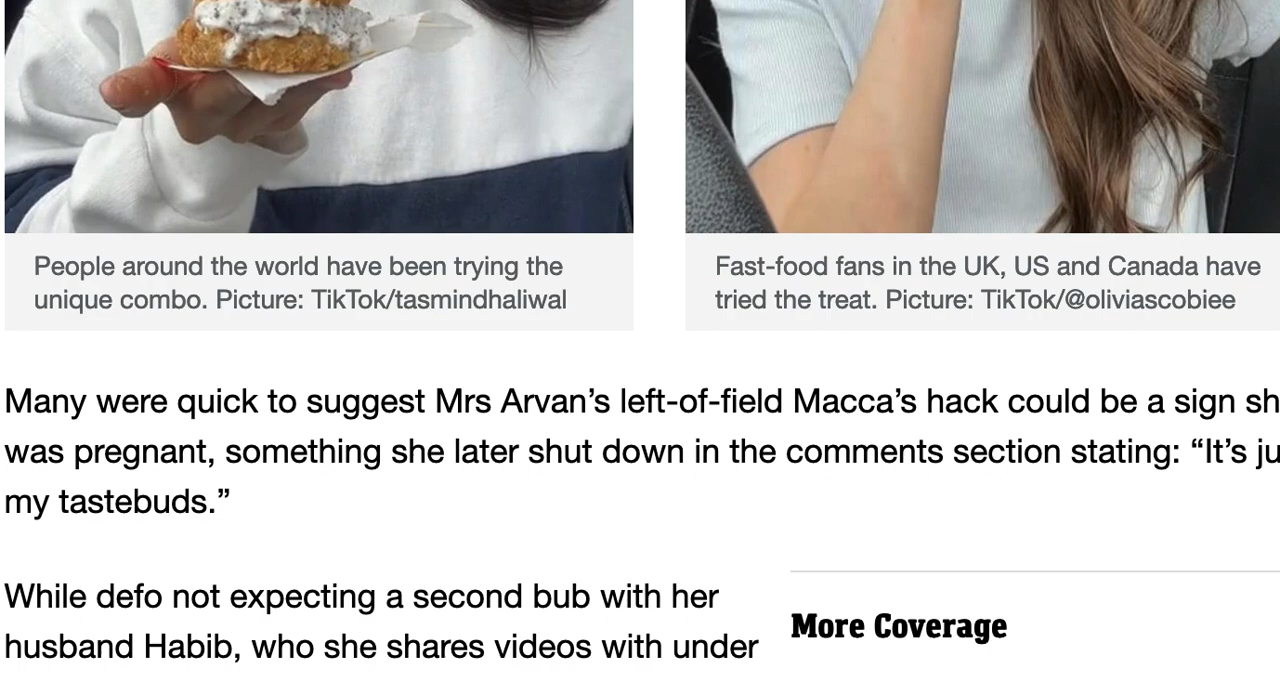 People around the world have been trying the
unique combo. Picture: TikTok/tasmindhaliwal
Fast-food fans in the UK, US and Canada have
tried the treat. Picture: TikTok/@oliviascobiee
Many were quick to suggest Mrs Arvan’s left-of-field Macca’s hack could be a sign sh
was pregnant, something she later shut down in the comments section stating: “It’s ju
my tastebuds.”
While defo not expecting a second bub with her
husband Habib, who she shares videos with under
More Coverage